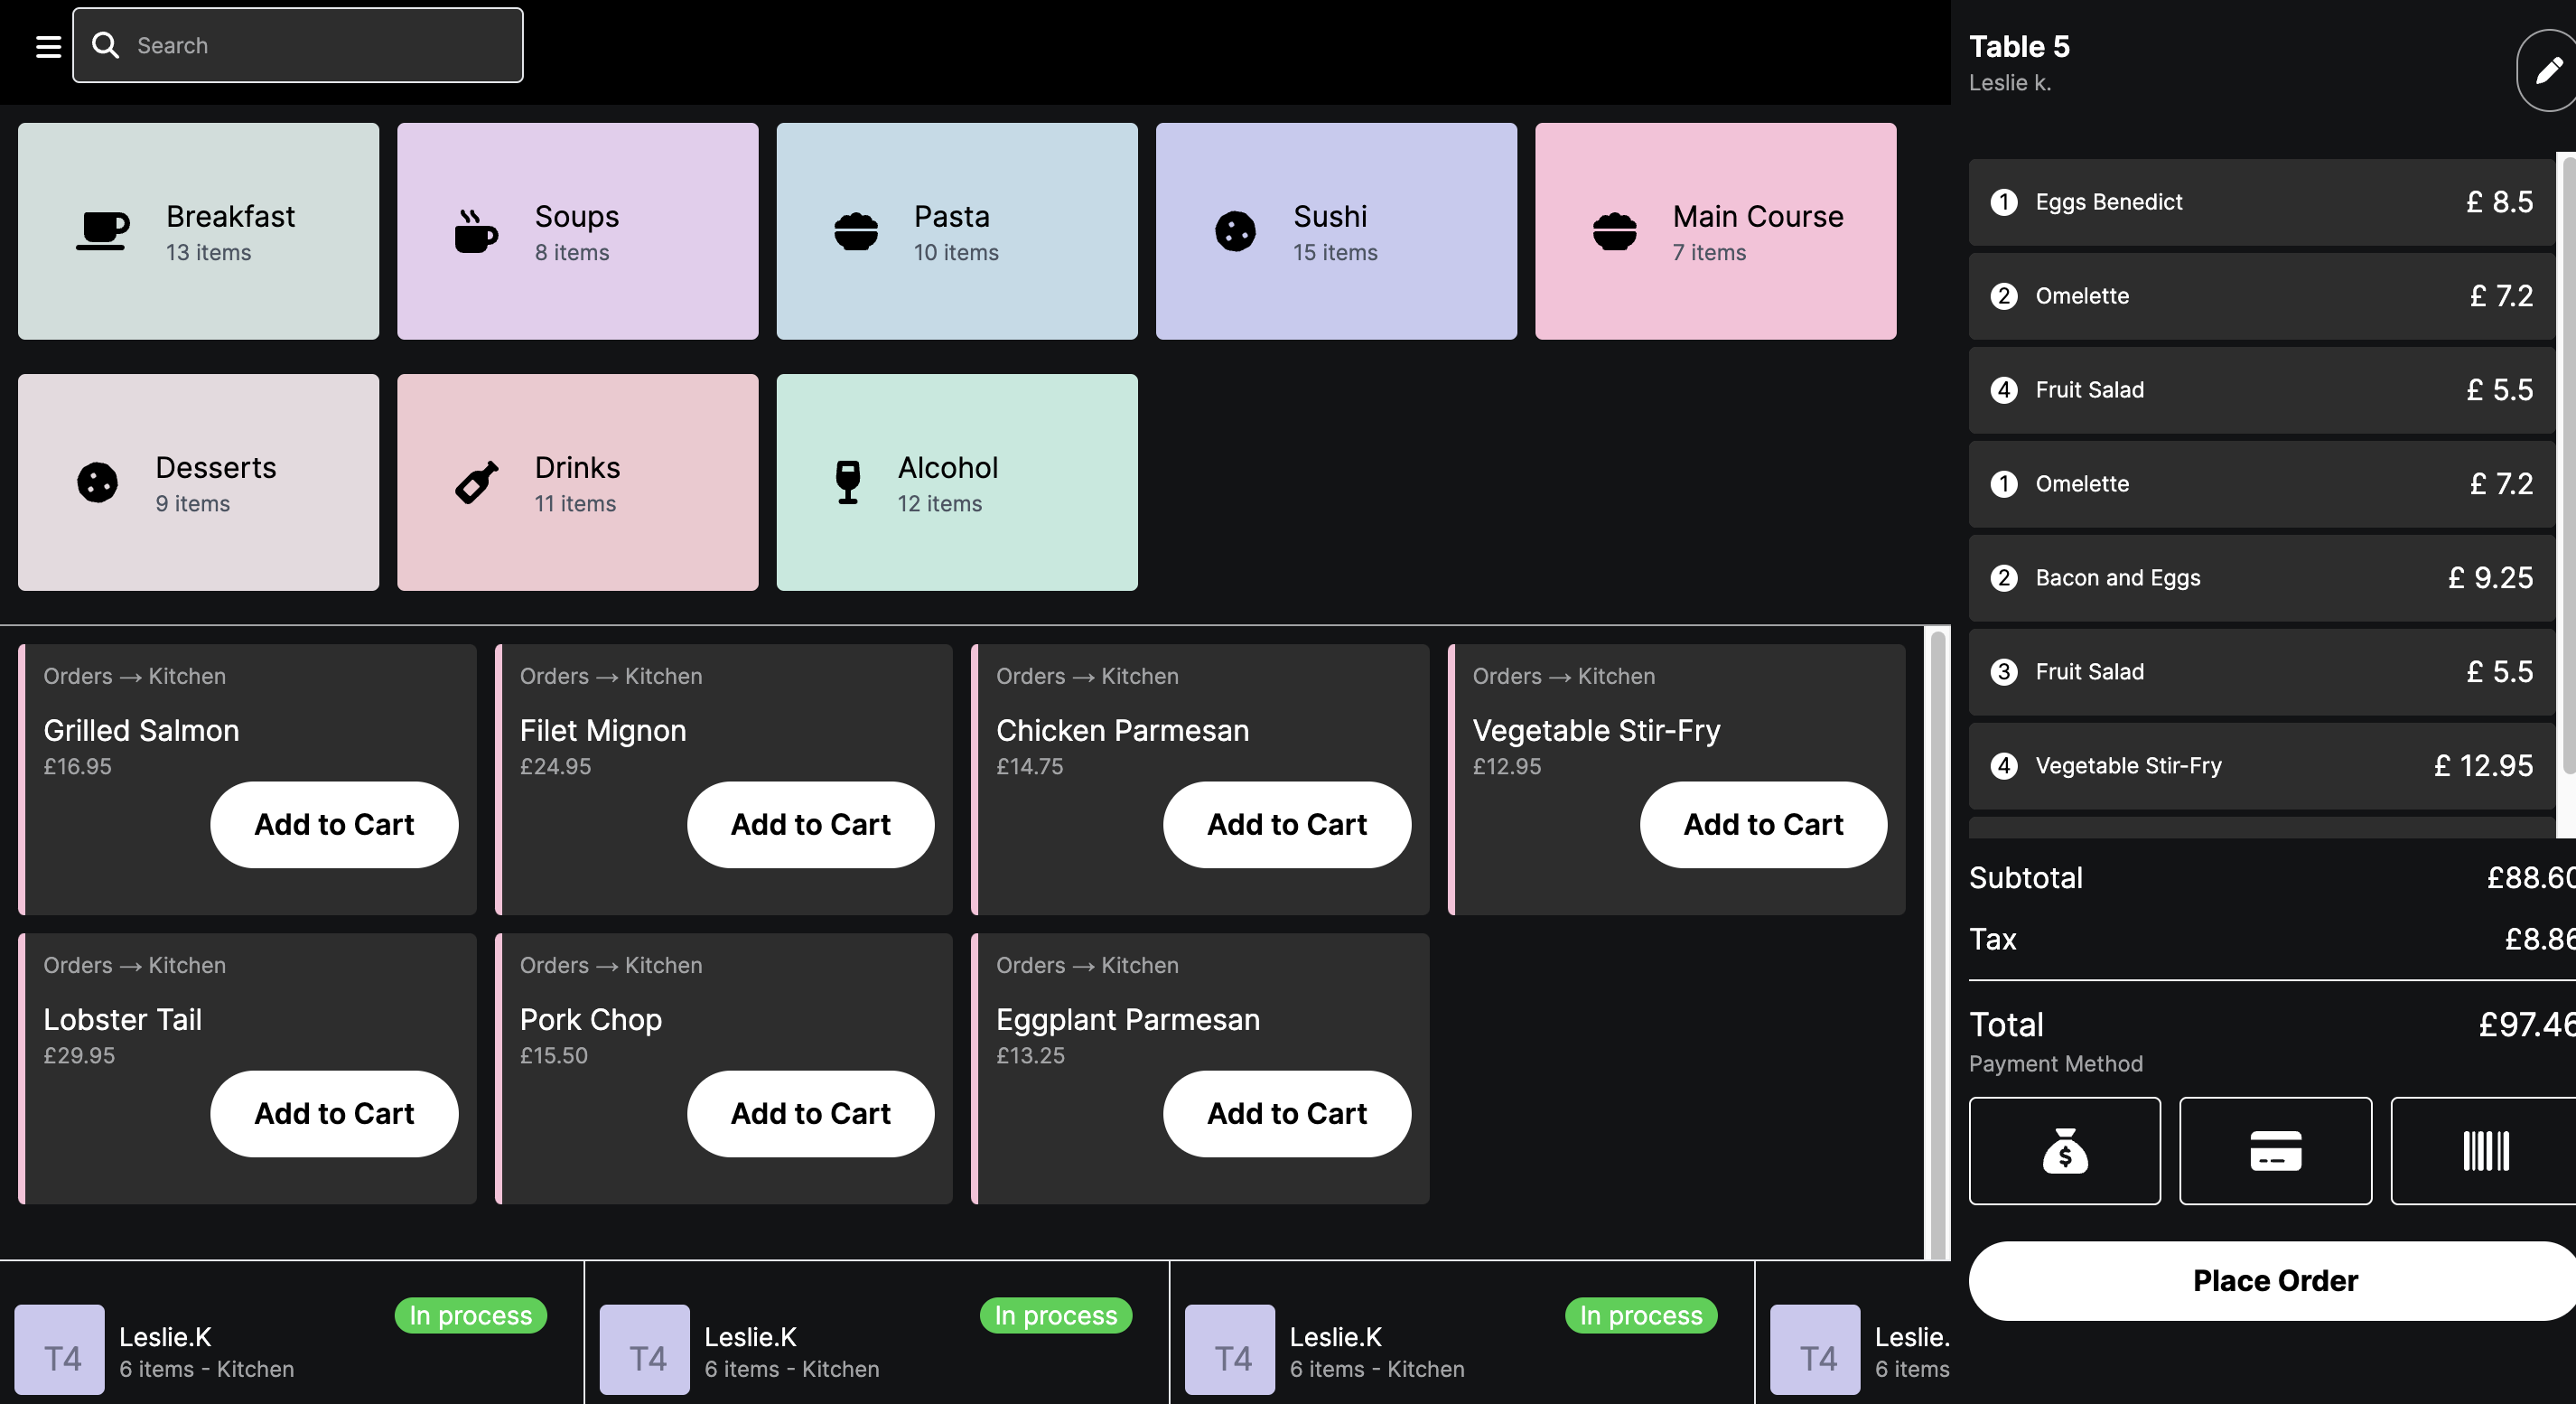 Search
Breakfast
13 items
Soups
8 items
Pasta
10 items
Sushi
15 items
Main Course
7 items
Desserts
9 items
Drinks
11 items
Alcohol
12 items
Orders → Kitchen
Grilled Salmon
£16.95
Add to Cart
Orders → Kitchen
Filet Mignon
£24.95
Add to Cart
Orders → Kitchen
Chicken Parmesan
£14.75
Add to Cart
Orders → Kitchen
Vegetable Stir-Fry
£12.95
Add to Cart
Orders → Kitchen
Lobster Tail
£29.95
Add to Cart
Orders → Kitchen
Pork Chop
£15.50
Add to Cart
Orders → Kitchen
Eggplant Parmesan
£13.25
Add to Cart
T4
Leslie.K
6 items - Kitchen
In process
T4
Leslie.K
6 items - Kitchen
In process
T4
Leslie.K
6 items - Kitchen
In process
T4
Leslie.
6 items
Table 5
Leslie k.
1 Eggs Benedict £ 8.5
2 Omelette £ 7.2
4 Fruit Salad £ 5.5
1 Omelette £ 7.2
2 Bacon and Eggs £ 9.25
3 Fruit Salad £ 5.5
4 Vegetable Stir-Fry £ 12.95
Subtotal £88.60
Tax £8.86
Total £97.46
Payment Method
Place Order